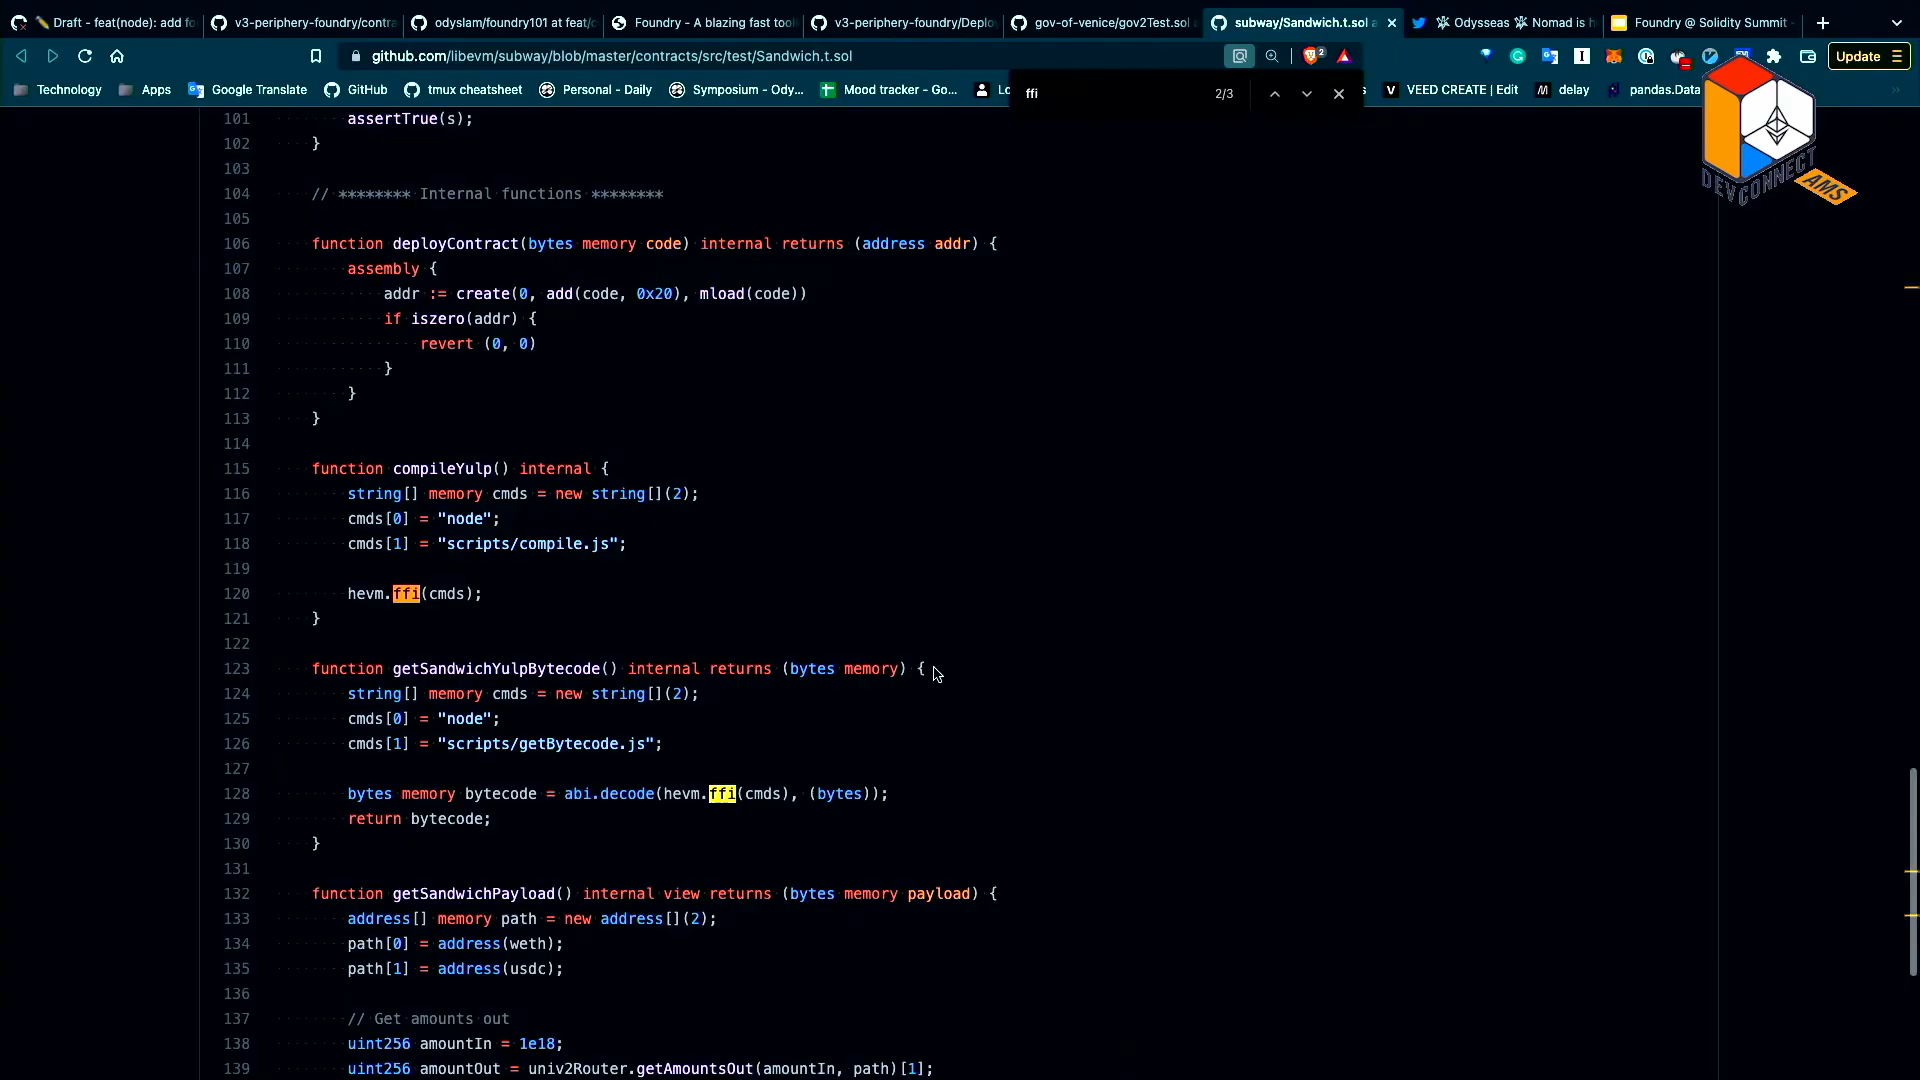 Draft - feat(node): add fo
v3-periphery-foundry/contra
odyslam/foundry101 at feat/c
Foundry - A blazing fast tool
v3-periphery-foundry/Deplo
gov-of-venice/gov2Test.sol
subway/Sandwich.t.sol a
Odysseas
Nomad is h
Foundry @ Solidity Summit -
github.com/libevm/subway/blob/master/contracts/src/test/Sandwich.t.sol
2
Update
Technology
Apps
Google Translate
GitHub
tmux cheatsheet
Personal - Daily
Symposium - Ody...
Mood tracker - Go...
Lo
ffi
2/3
VEED CREATE | Edit
delay
pandas.Data
DEVCONNECT
AMS
101 assertTrue(s);
102 }
103
104 // ******** Internal functions ********
105
106 function deployContract(bytes memory code) internal returns (address addr) {
107 assembly {
108 addr := create(0, add(code, 0x20), mload(code))
109 if iszero(addr) {
110 revert (0, 0)
111 }
112 }
113 }
114
115 function compileYulp() internal {
116 string[] memory cmds = new string[](2);
117 cmds[0] = "node";
118 cmds[1] = "scripts/compile.js";
119
120 hevm.ffi(cmds);
121 }
122
123 function getSandwichYulpBytecode() internal returns (bytes memory) {
124 string[] memory cmds = new string[](2);
125 cmds[0] = "node";
126 cmds[1] = "scripts/getBytecode.js";
127
128 bytes memory bytecode = abi.decode(hevm.ffi(cmds), (bytes));
129 return bytecode;
130 }
131
132 function getSandwichPayload() internal view returns (bytes memory payload) {
133 address[] memory path = new address[](2);
134 path[0] = address(weth);
135 path[1] = address(usdc);
136
137 // Get amounts out
138 uint256 amountIn = 1e18;
139 uint256 amountOut = univ2Router.getAmountsOut(amountIn, path)[1];